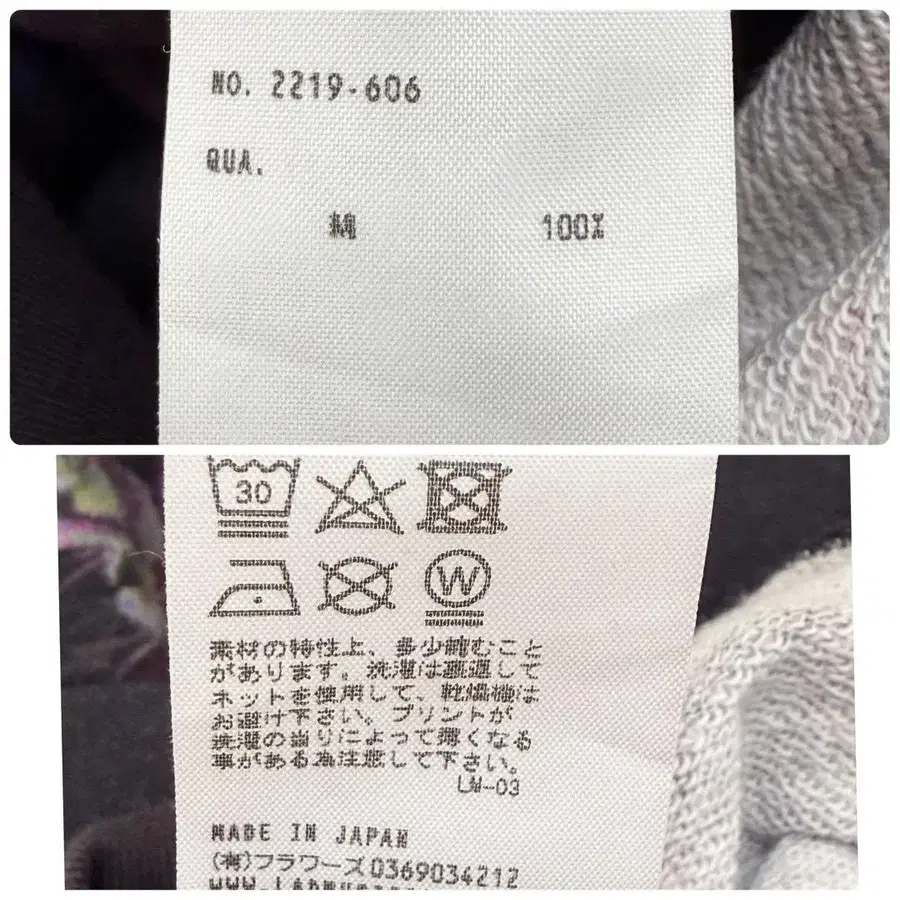 NO. 2219-606
QUA.
綿 100%
30
W
素材の特性上、多少縮むこと
があります。洗濯は裏返して
ネットを使用して、乾燥機は
お避け下さい。プリントが
洗濯の当りによって薄くなる
事がある為注意して下さい。
LW-03
MADE IN JAPAN
(有)フラワーズ0369034212